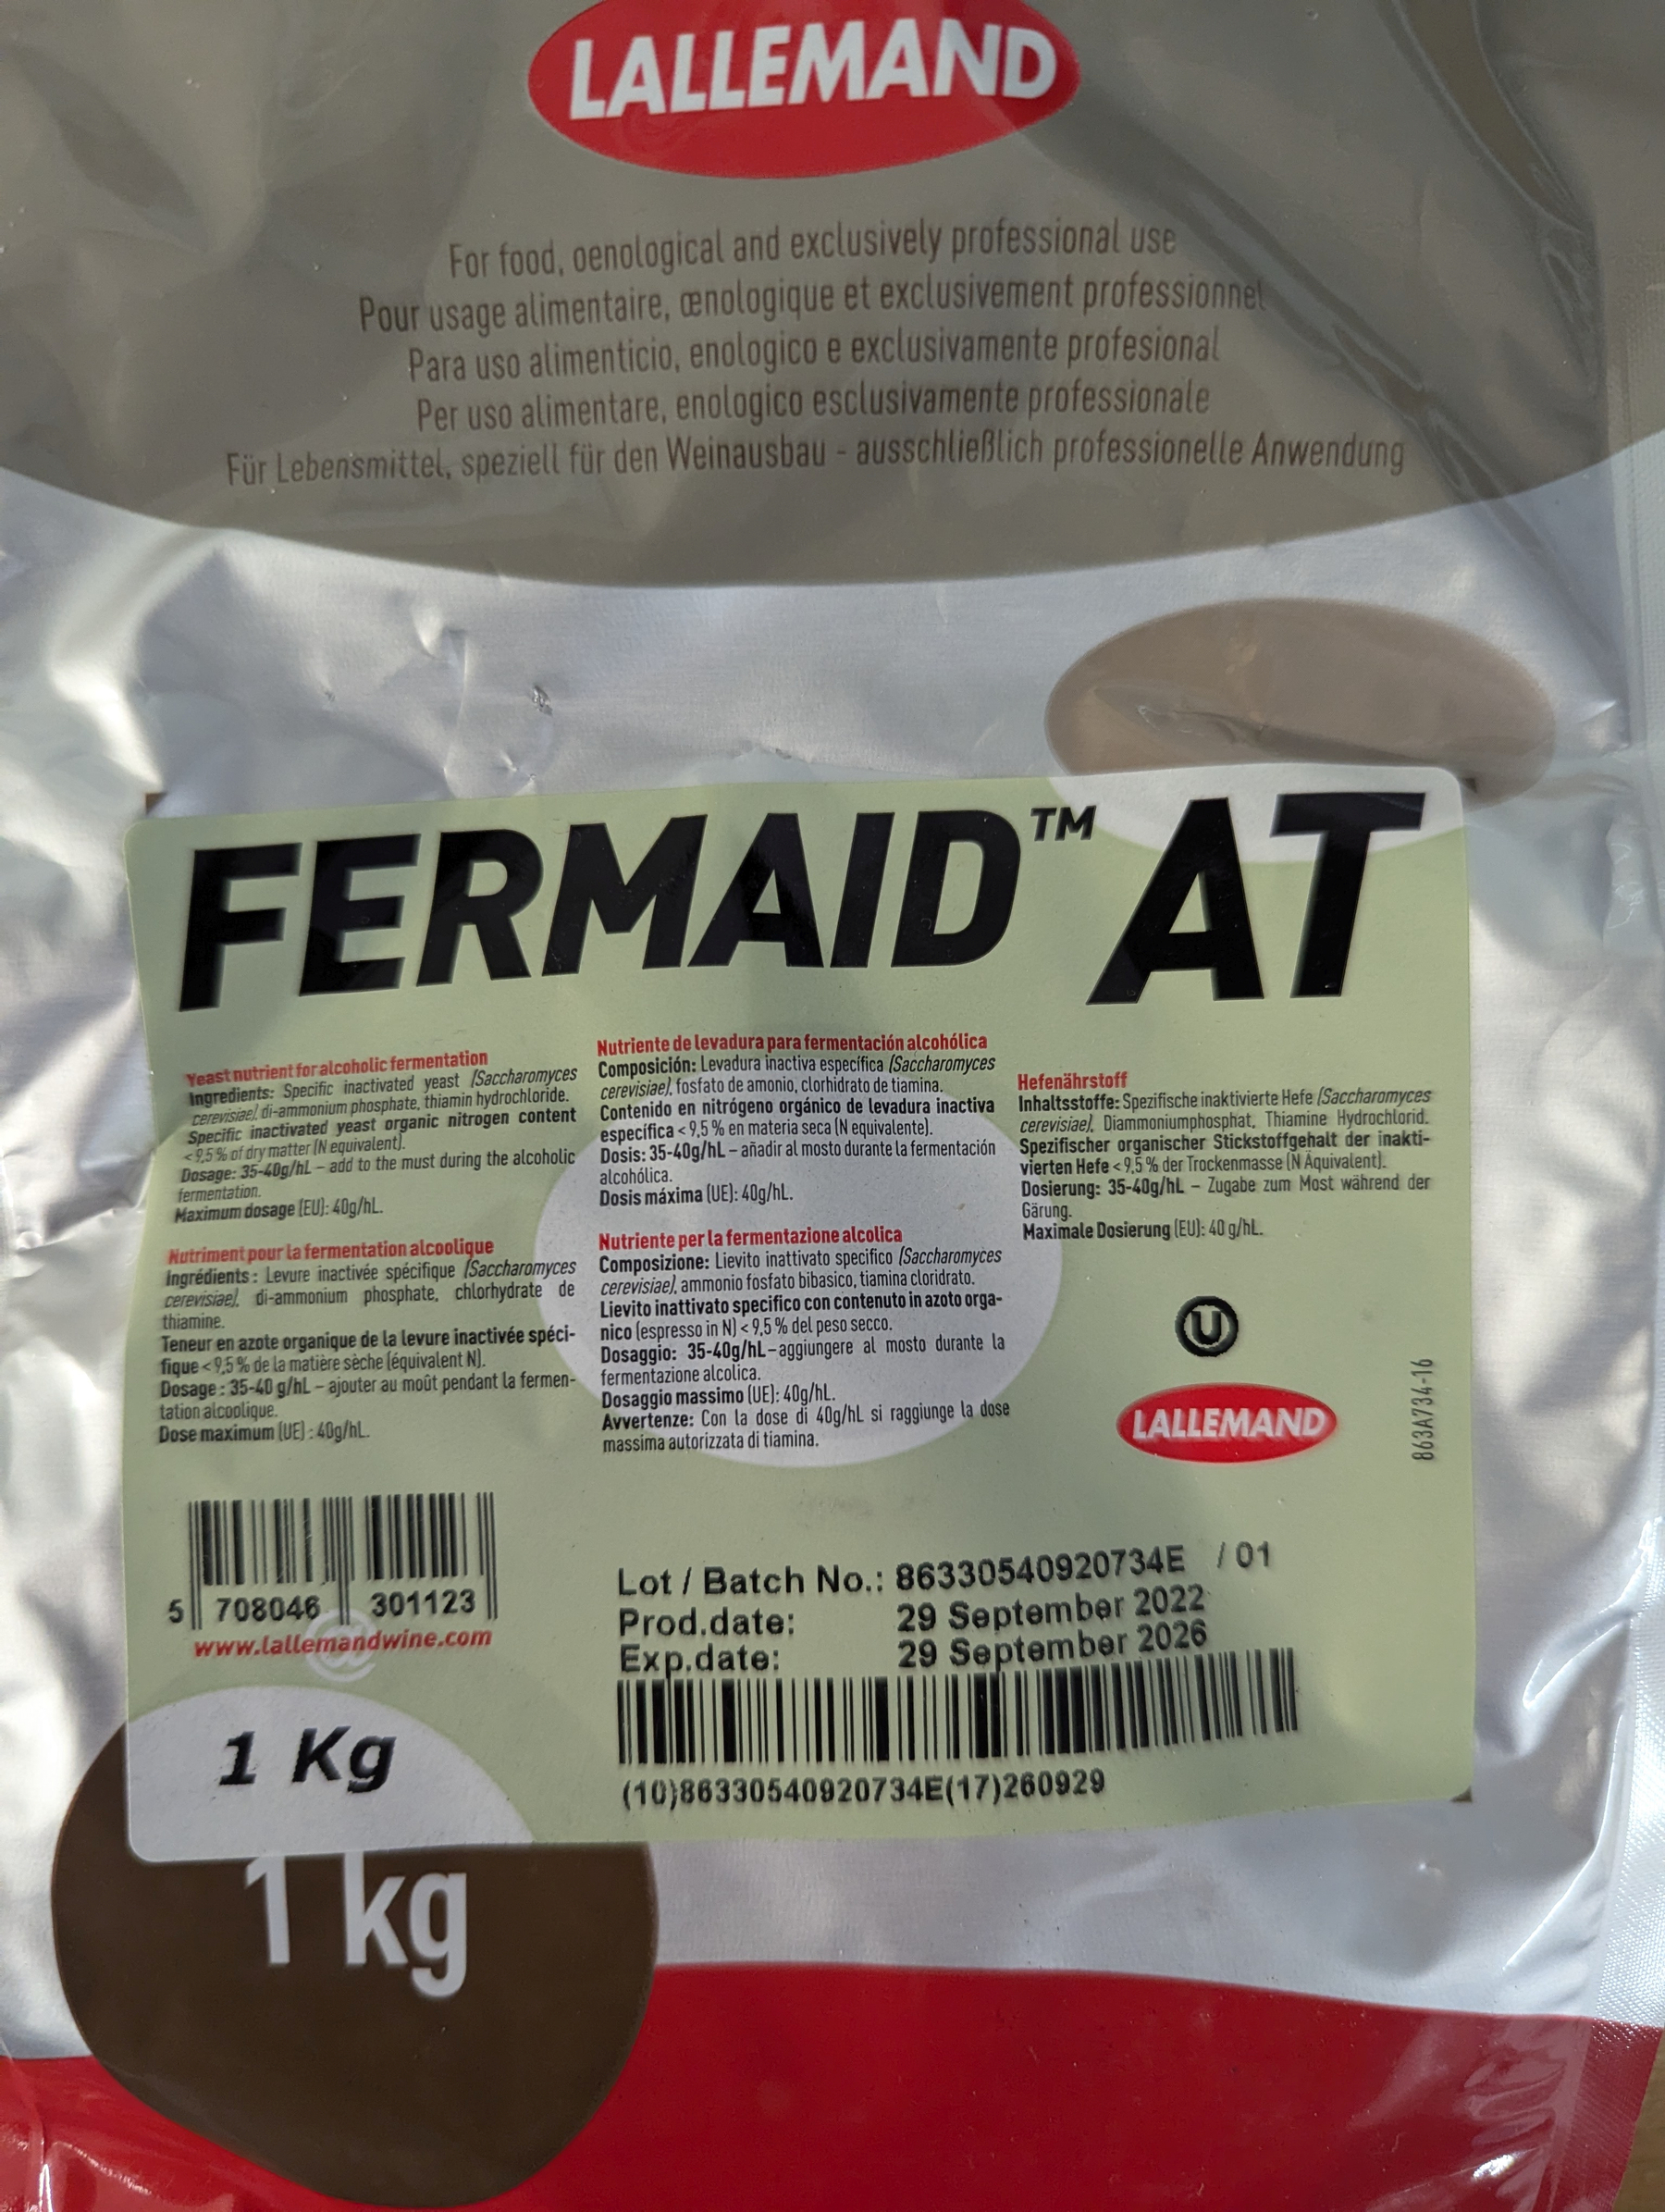 LALLEMAND
For food, oenological and exclusively professional use
Pour usage alimentaire, œnologique et exclusivement professionnel
Para uso alimenticio, enologico e exclusivamente profesional
Per uso alimentare, enologico esclusivamente professionale
Für Lebensmittel, speziell für den Weinausbau - ausschließlich professionelle Anwendung
FERMAID™ AT
Yeast nutrient for alcoholic fermentation
Ingredients: Specific inactivated yeast (Saccharomyces
cerevisiae), di-ammonium phosphate, thiamin hydrochloride.
Specific inactivated yeast organic nitrogen content
< 9,5 % of dry matter (N equivalent).
Dosage: 35-40g/hL – add to the must during the alcoholic
fermentation.
Maximum dosage (EU): 40g/hL.
Nutriment pour la fermentation alcoolique
Ingrédients : Levure inactivée spécifique (Saccharomyces
cerevisiae), di-ammonium phosphate, chlorhydrate de
thiamine.
Teneur en azote organique de la levure inactivée spéci-
fique < 9,5 % de la matière sèche (équivalent N).
Dosage : 35-40 g/hL – ajouter au moût pendant la fermen-
tation alcoolique.
Dose maximum (UE) : 40g/hL.
Nutriente de levadura para fermentación alcohólica
Composición: Levadura inactiva específica (Saccharomyces
cerevisiae), fosfato de amonio, clorhidrato de tiamina.
Contenido en nitrógeno orgánico de levadura inactiva
específica < 9,5 % en materia seca (N equivalente).
Dosis: 35-40g/hL – añadir al mosto durante la fermentación
alcohólica.
Dosis máxima (UE): 40g/hL.
Nutriente per la fermentazione alcolica
Composizione: Lievito inattivato specifico (Saccharomyces
cerevisiae), ammonio fosfato bibasico, tiamina cloridrato.
Lievito inattivato specifico con contenuto in azoto orga-
nico (espresso in N) < 9,5 % del peso secco.
Dosaggio: 35-40g/hL – aggiungere al mosto durante la
fermentazione alcolica.
Dosaggio massimo (UE): 40g/hL.
Avvertenze: Con la dose di 40g/hL si raggiunge la dose
massima autorizzata di tiamina.
Hefenährstoff
Inhaltsstoffe: Spezifische inaktivierte Hefe (Saccharomyces
cerevisiae), Diammoniumphosphat, Thiamine Hydrochlorid.
Spezifischer organischer Stickstoffgehalt der inakti-
vierten Hefe < 9,5 % der Trockenmasse (N Äquivalent).
Dosierung: 35-40g/hL – Zugabe zum Most während der
Gärung.
Maximale Dosierung (EU): 40 g/hL.
U
LALLEMAND
863A734-16
5 708046 301123
www.lallemandwine.com
@
Lot / Batch No.: 86330540920734E / 01
Prod.date: 29 September 2022
Exp.date: 29 September 2026
(10)86330540920734E(17)260929
1 Kg
1 kg